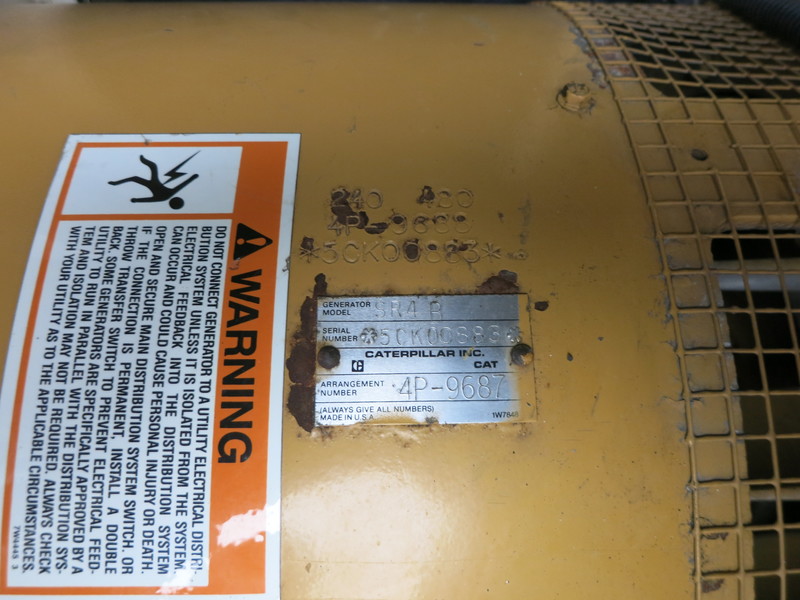 WARNING
DO NOT CONNECT GENERATOR TO A UTILITY ELECTRICAL DISTRI-
BUTION SYSTEM UNLESS IT IS ISOLATED FROM THE SYSTEM.
ELECTRICAL FEEDBACK INTO THE DISTRIBUTION SYSTEM
CAN OCCUR AND COULD CAUSE PERSONAL INJURY OR DEATH.
OPEN AND SECURE MAIN DISTRIBUTION SYSTEM SWITCH, OR
IF THE CONNECTION IS PERMANENT, INSTALL A DOUBLE
THROW TRANSFER SWITCH TO PREVENT ELECTRICAL FEED-
BACK. SOME GENERATORS ARE SPECIFICALLY APPROVED BY A
UTILITY TO RUN IN PARALLEL WITH THE DISTRIBUTION SYS-
TEM AND ISOLATION MAY NOT BE REQUIRED. ALWAYS CHECK
WITH YOUR UTILITY AS TO THE APPLICABLE CIRCUMSTANCES.
7W4445 3
*5CK00883*
GENERATOR
MODEL SR4 B
SERIAL
NUMBER *5CK00883*
CATERPILLAR INC.
CAT
ARRANGEMENT
NUMBER 4P-9687
(ALWAYS GIVE ALL NUMBERS)
MADE IN U.S.A.